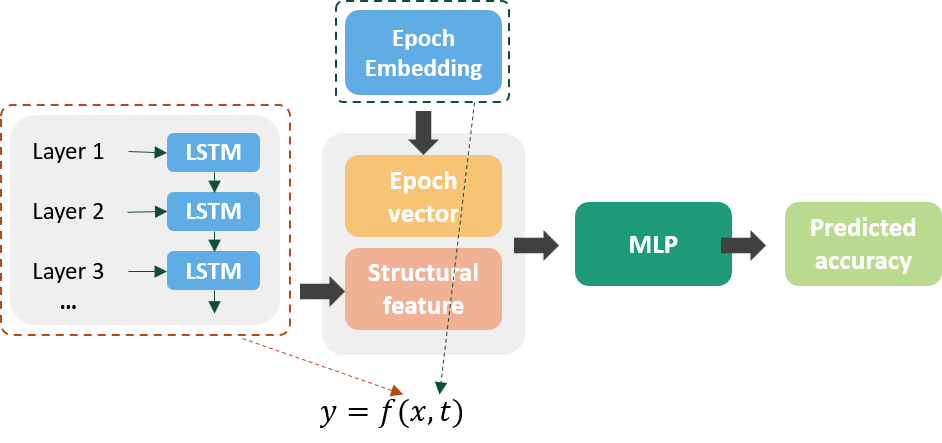 Epoch
Embedding
Layer 1
LSTM
Layer 2
LSTM
Layer 3
LSTM
...
Epoch
vector
Structural
feature
MLP
Predicted
accuracy
y = f(x, t)